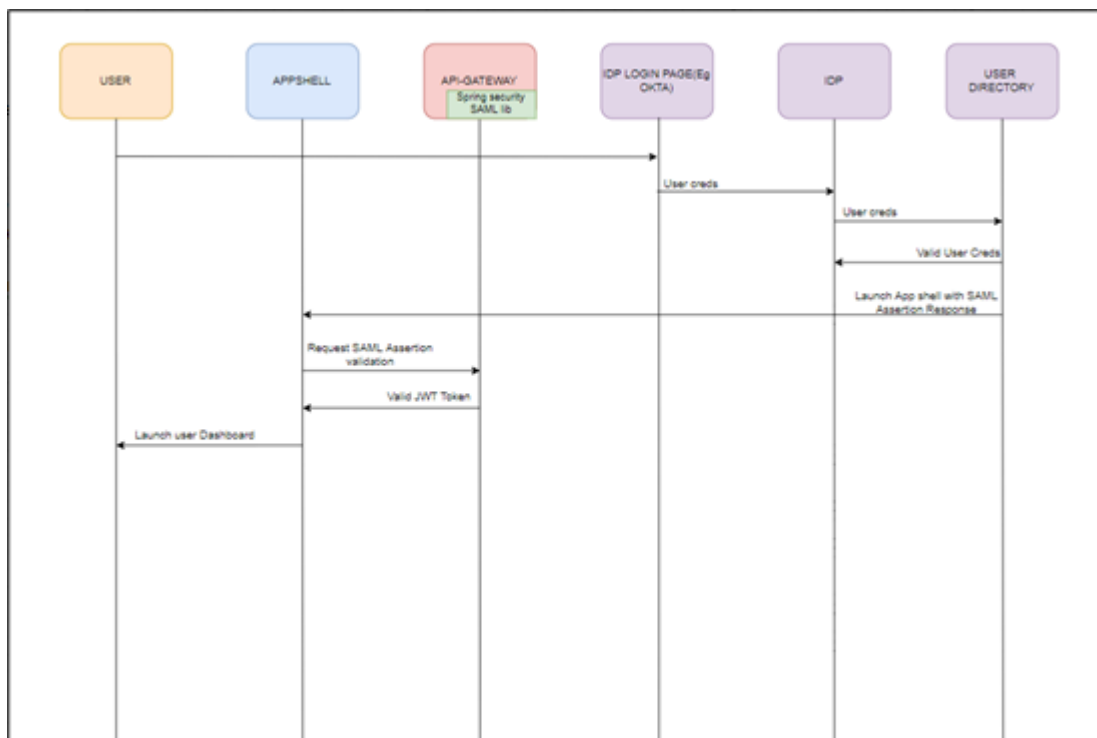 USER
APPSHELL
API-GATEWAY
Spring security
SAML lib
IDP LOGIN PAGE(Eg
OKTA)
IDP
USER
DIRECTORY
User creds
User creds
Valid User Creds
Launch App shell with SAML
Assertion Response
Request SAML Assertion
validation
Valid JWT Token
Launch user Dashboard